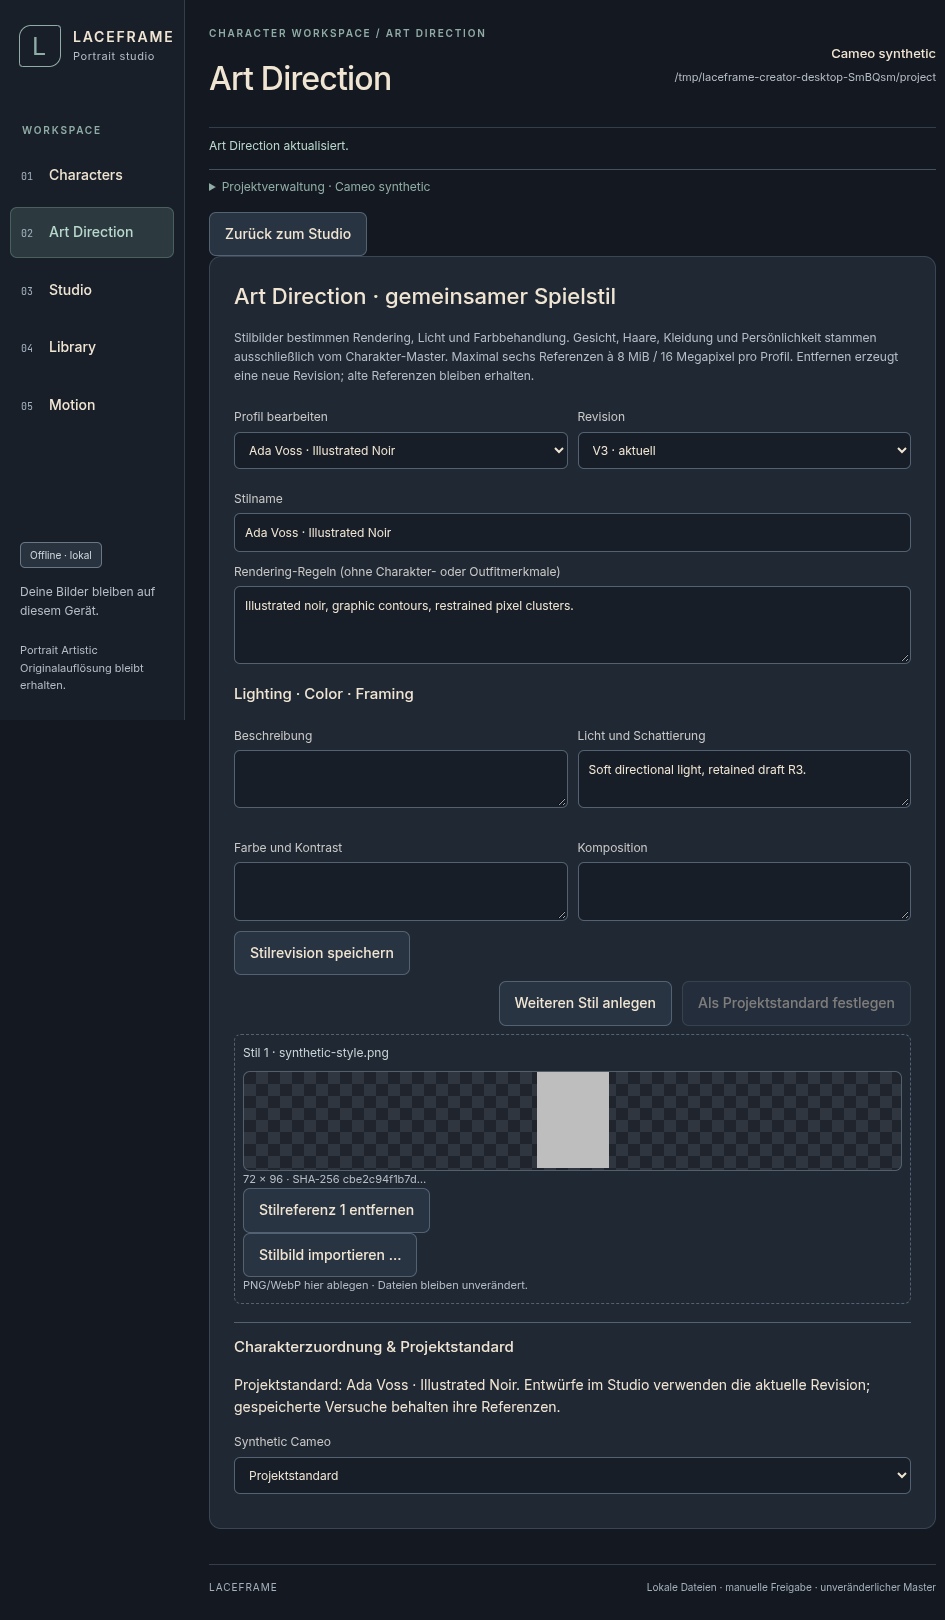 L
LACEFRAME
Portrait studio
WORKSPACE
01 Characters
02 Art Direction
03 Studio
04 Library
05 Motion
Offline · lokal
Deine Bilder bleiben auf
diesem Gerät.
Portrait Artistic
Originalauflösung bleibt
erhalten.
CHARACTER WORKSPACE / ART DIRECTION
Art Direction
Cameo synthetic
/tmp/laceframe-creator-desktop-SmBQsm/project
Art Direction aktualisiert.
▶ Projektverwaltung · Cameo synthetic
Zurück zum Studio
Art Direction · gemeinsamer Spielstil
Stilbilder bestimmen Rendering, Licht und Farbbehandlung. Gesicht, Haare, Kleidung und Persönlichkeit stammen
ausschließlich vom Charakter-Master. Maximal sechs Referenzen à 8 MiB / 16 Megapixel pro Profil. Entfernen erzeugt
eine neue Revision; alte Referenzen bleiben erhalten.
Profil bearbeiten
Revision
Ada Voss · Illustrated Noir
V3 · aktuell
Stilname
Ada Voss · Illustrated Noir
Rendering-Regeln (ohne Charakter- oder Outfitmerkmale)
Illustrated noir, graphic contours, restrained pixel clusters.
Lighting · Color · Framing
Beschreibung
Licht und Schattierung
Soft directional light, retained draft R3.
Farbe und Kontrast
Komposition
Stilrevision speichern
Weiteren Stil anlegen
Als Projektstandard festlegen
Stil 1 · synthetic-style.png
72 × 96 · SHA-256 cbe2c94f1b7d…
Stilreferenz 1 entfernen
Stilbild importieren …
PNG/WebP hier ablegen · Dateien bleiben unverändert.
Charakterzuordnung & Projektstandard
Projektstandard: Ada Voss · Illustrated Noir. Entwürfe im Studio verwenden die aktuelle Revision;
gespeicherte Versuche behalten ihre Referenzen.
Synthetic Cameo
Projektstandard
LACEFRAME
Lokale Dateien · manuelle Freigabe · unveränderlicher Master